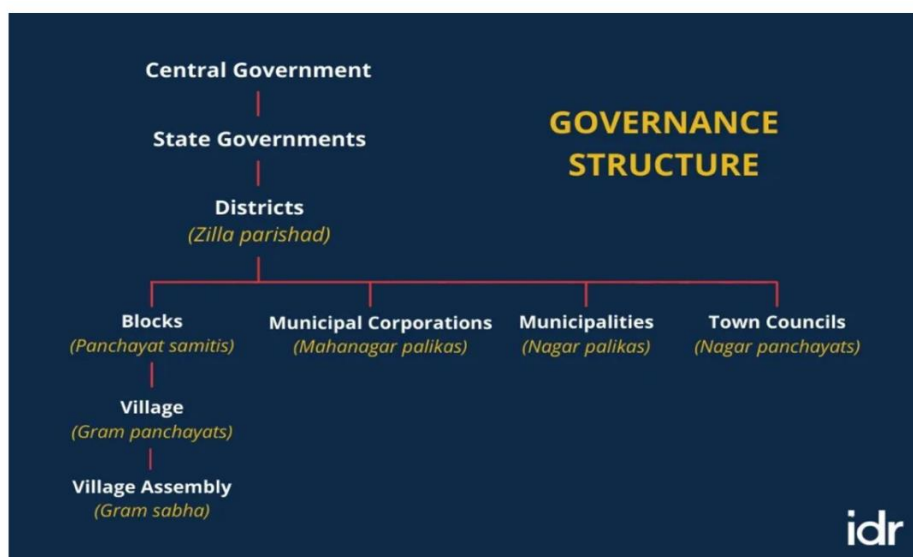 Central Government
GOVERNANCE
STRUCTURE
State Governments
Districts
(Zilla parishad)
Blocks
(Panchayat samitis)
Municipal Corporations
(Mahanagar palikas)
Municipalities
(Nagar palikas)
Town Councils
(Nagar panchayats)
Village
(Gram panchayats)
Village Assembly
(Gram sabha)
idr